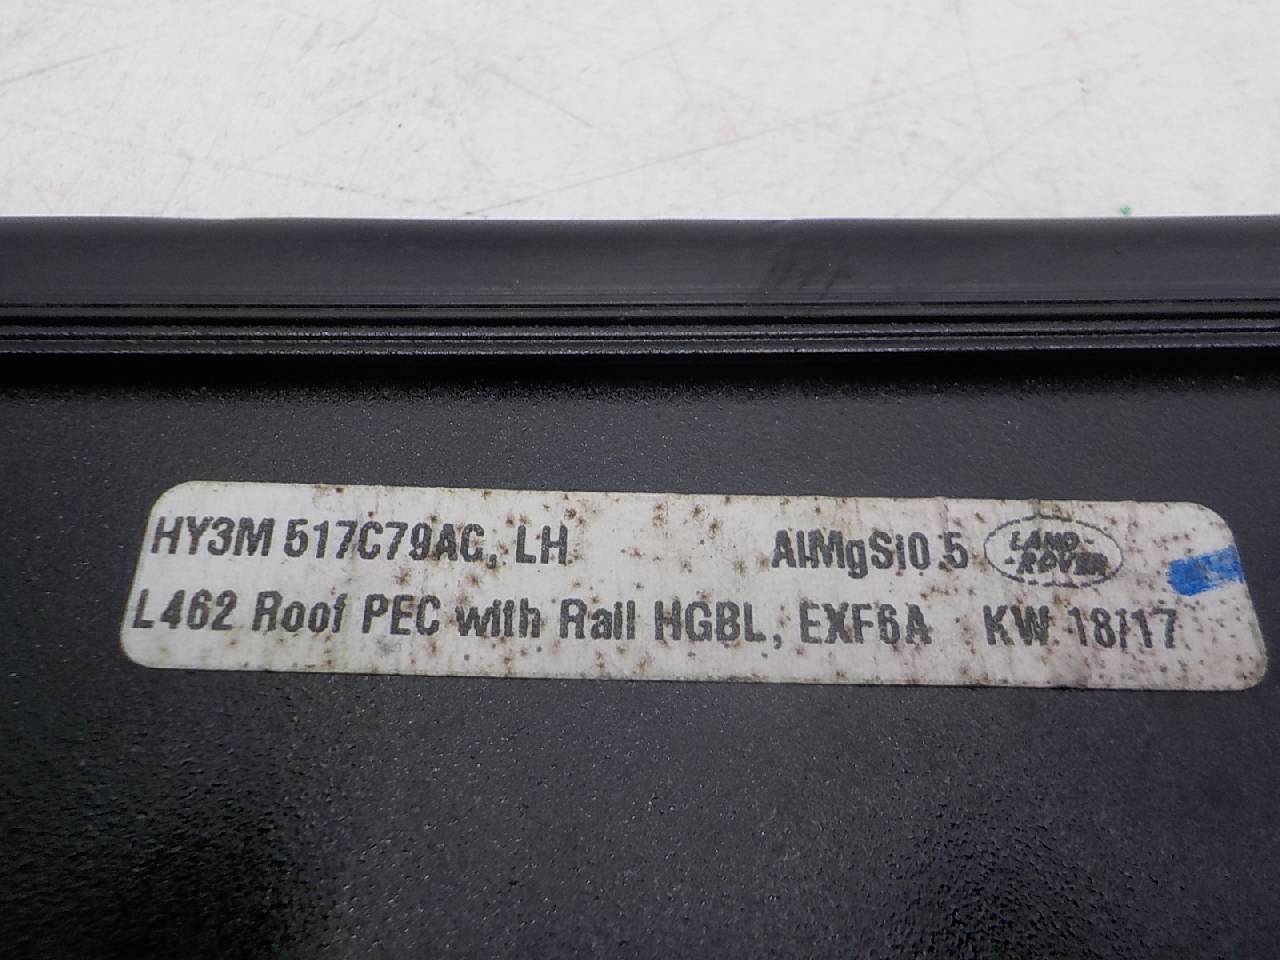 HY3M 517C79AC, LH AlMgSi0.5 LAND-
-ROVER
L462 Roof PEC with Rail HGBL, EXF6A KW 18/17